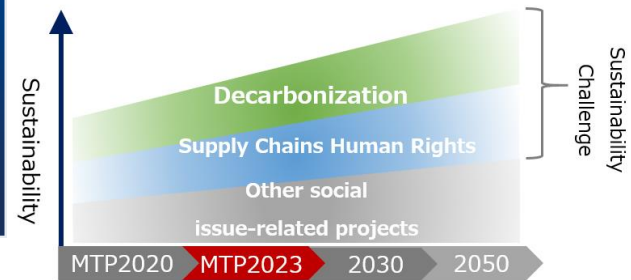 Sustainability
Decarbonization
Supply Chains Human Rights
Other social
issue-related projects
Sustainability
Challenge
MTP2020
MTP2023
2030
2050